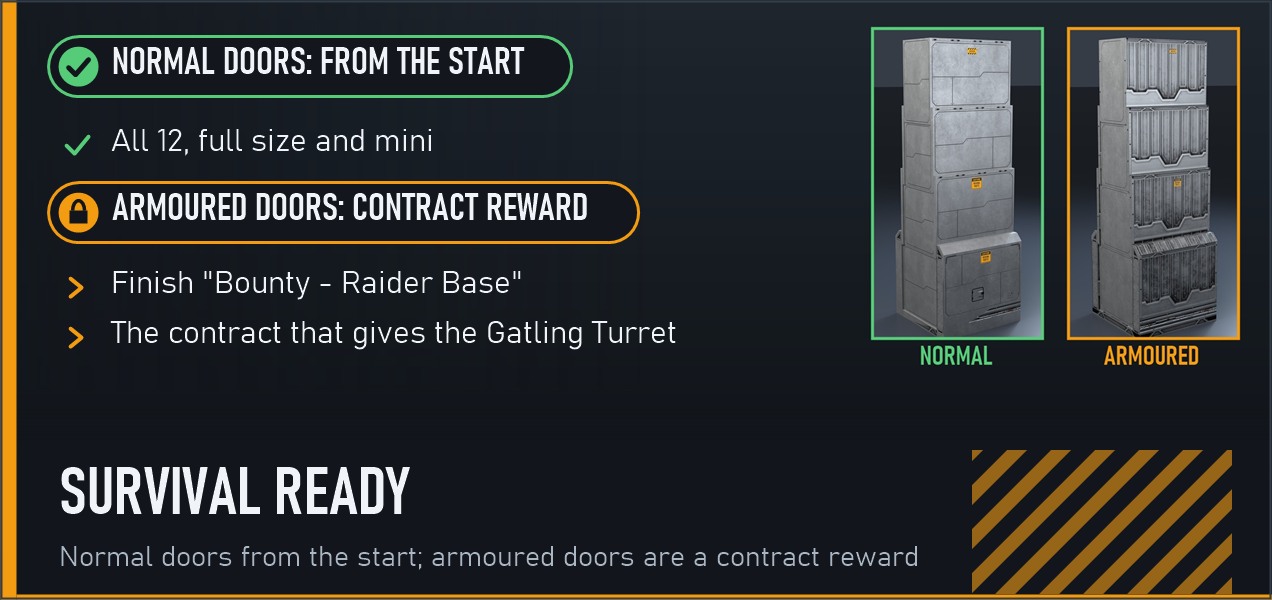 NORMAL DOORS: FROM THE START
All 12, full size and mini
ARMOURED DOORS: CONTRACT REWARD
Finish "Bounty - Raider Base"
The contract that gives the Gatling Turret
NORMAL
ARMOURED
SURVIVAL READY
Normal doors from the start; armoured doors are a contract reward